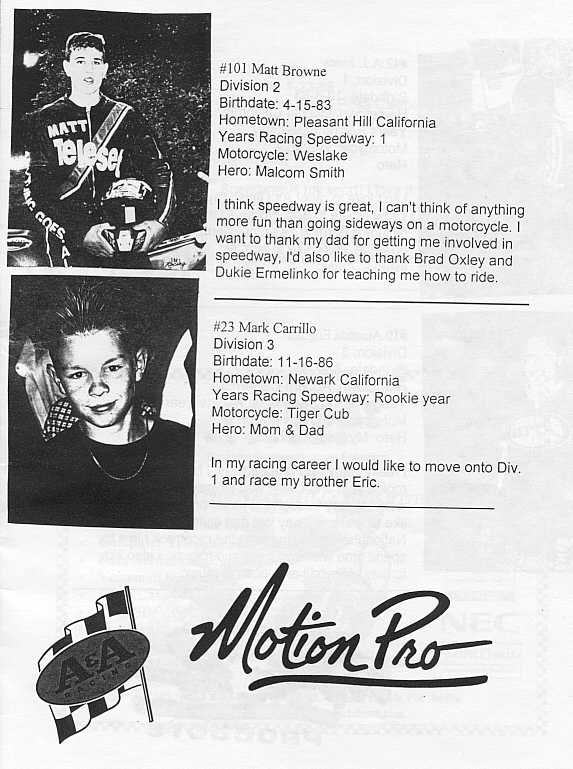 MATT
Telesel
#101 Matt Browne
Division 2
Birthdate: 4-15-83
Hometown: Pleasant Hill California
Years Racing Speedway: 1
Motorcycle: Weslake
Hero: Malcom Smith
I think speedway is great, I can't think of anything
more fun than going sideways on a motorcycle. I
want to thank my dad for getting me involved in
speedway, I'd also like to thank Brad Oxley and
Dukie Ermelinko for teaching me how to ride.
#23 Mark Carrillo
Division 3
Birthdate: 11-16-86
Hometown: Newark California
Years Racing Speedway: Rookie year
Motorcycle: Tiger Cub
Hero: Mom & Dad
In my racing career I would like to move onto Div.
1 and race my brother Eric.
A&A
RACING
Motion Pro